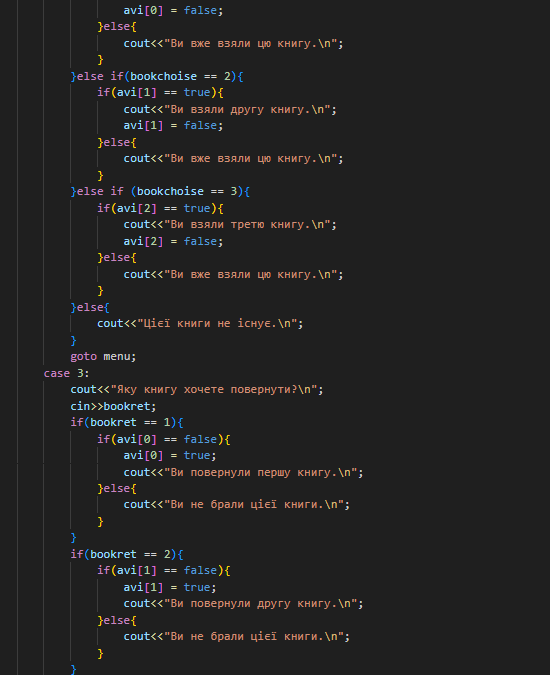 avi[0] = false;
}else{
cout<<"Ви вже взяли цю книгу.\n";
}
}else if(bookchoise == 2){
if(avi[1] == true){
cout<<"Ви взяли другу книгу.\n";
avi[1] = false;
}else{
cout<<"Ви вже взяли цю книгу.\n";
}
}else if (bookchoise == 3){
if(avi[2] == true){
cout<<"Ви взяли третю книгу.\n";
avi[2] = false;
}else{
cout<<"Ви вже взяли цю книгу.\n";
}
}else{
cout<<"Цієї книги не існує.\n";
}
goto menu;
case 3:
cout<<"Яку книгу хочете повернути?\n";
cin>>bookret;
if(bookret == 1){
if(avi[0] == false){
avi[0] = true;
cout<<"Ви повернули першу книгу.\n";
}else{
cout<<"Ви не брали цієї книги.\n";
}
}
if(bookret == 2){
if(avi[1] == false){
avi[1] = true;
cout<<"Ви повернули другу книгу.\n";
}else{
cout<<"Ви не брали цієї книги.\n";
}
}